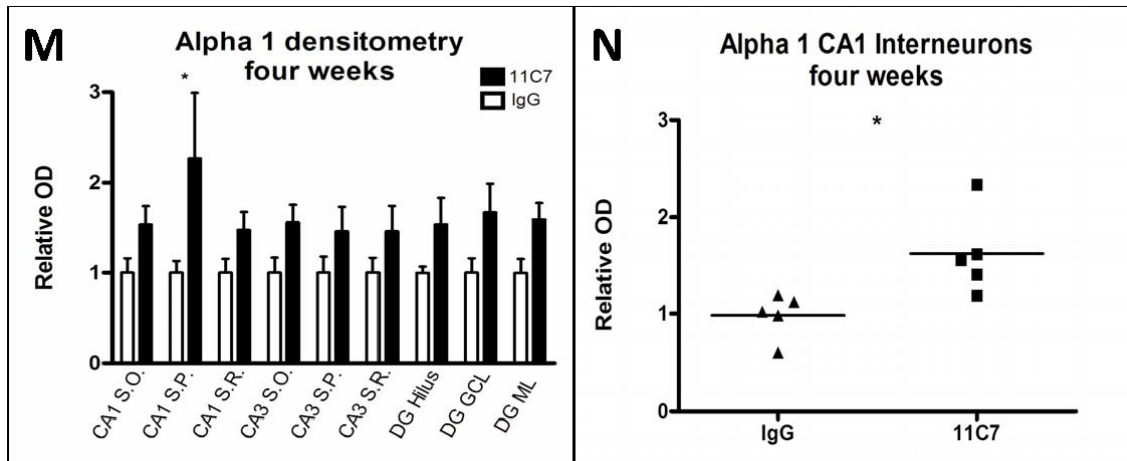 M
Alpha 1 densitometry
four weeks
11C7
IgG
*
3
2
1
0
Relative OD
CA1 S.O.
CA1 S.P.
CA1 S.R.
CA3 S.O.
CA3 S.P.
CA3 S.R.
DG Hilus
DG GCL
DG ML
N
Alpha 1 CA1 Interneurons
four weeks
*
3
2
1
0
Relative OD
IgG
11C7